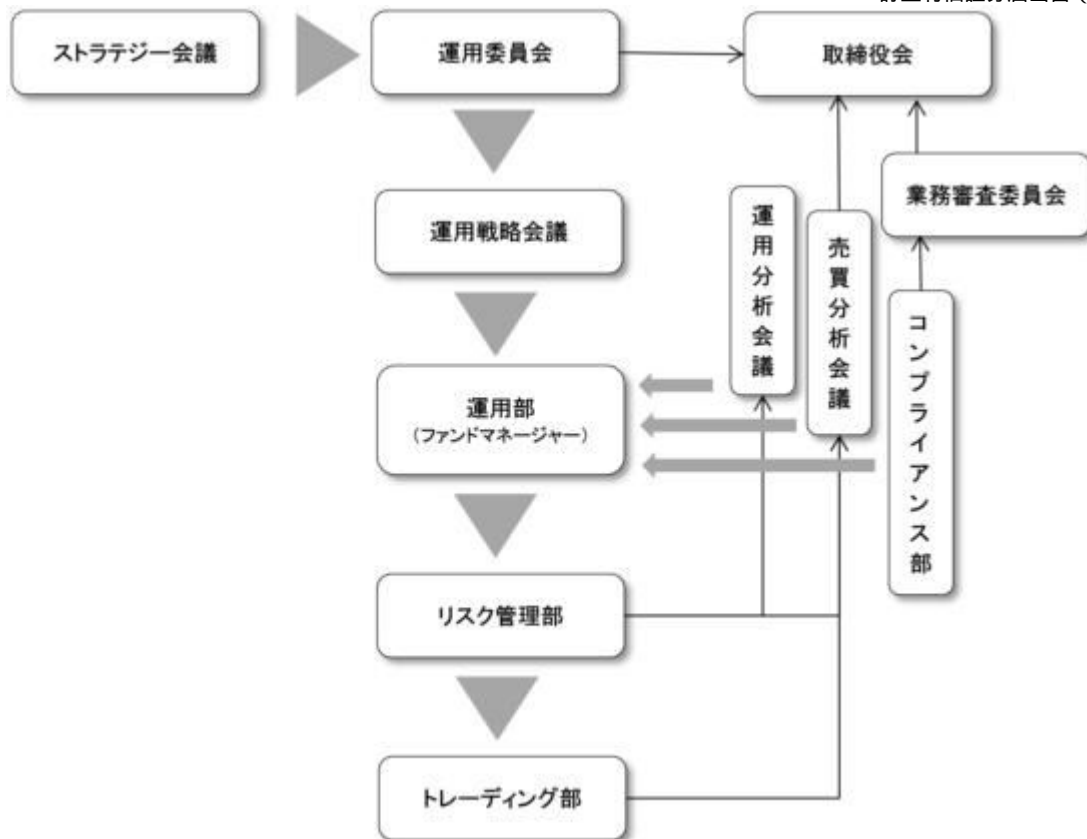 ストラテジー会議
運用委員会
取締役会
業務審査委員会
運用戦略会議
運用分析会議
売買分析会議
コンプライアンス部
運用部
(ファンドマネージャー)
リスク管理部
トレーディング部